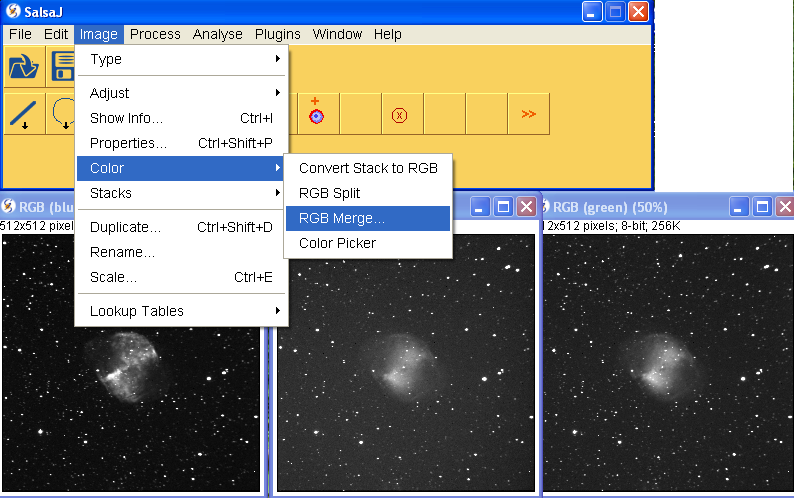 SalsaJ
File Edit Image Process Analyse Plugins Window Help
Type
Adjust
Show Info... Ctrl+I
Properties... Ctrl+Shift+P
Color
Stacks
Duplicate... Ctrl+Shift+D
Rename...
Scale... Ctrl+E
Lookup Tables
Convert Stack to RGB
RGB Split
RGB Merge...
Color Picker
>>
RGB (blu
512x512 pixels
RGB (green) (50%)
12x512 pixels; 8-bit; 256K